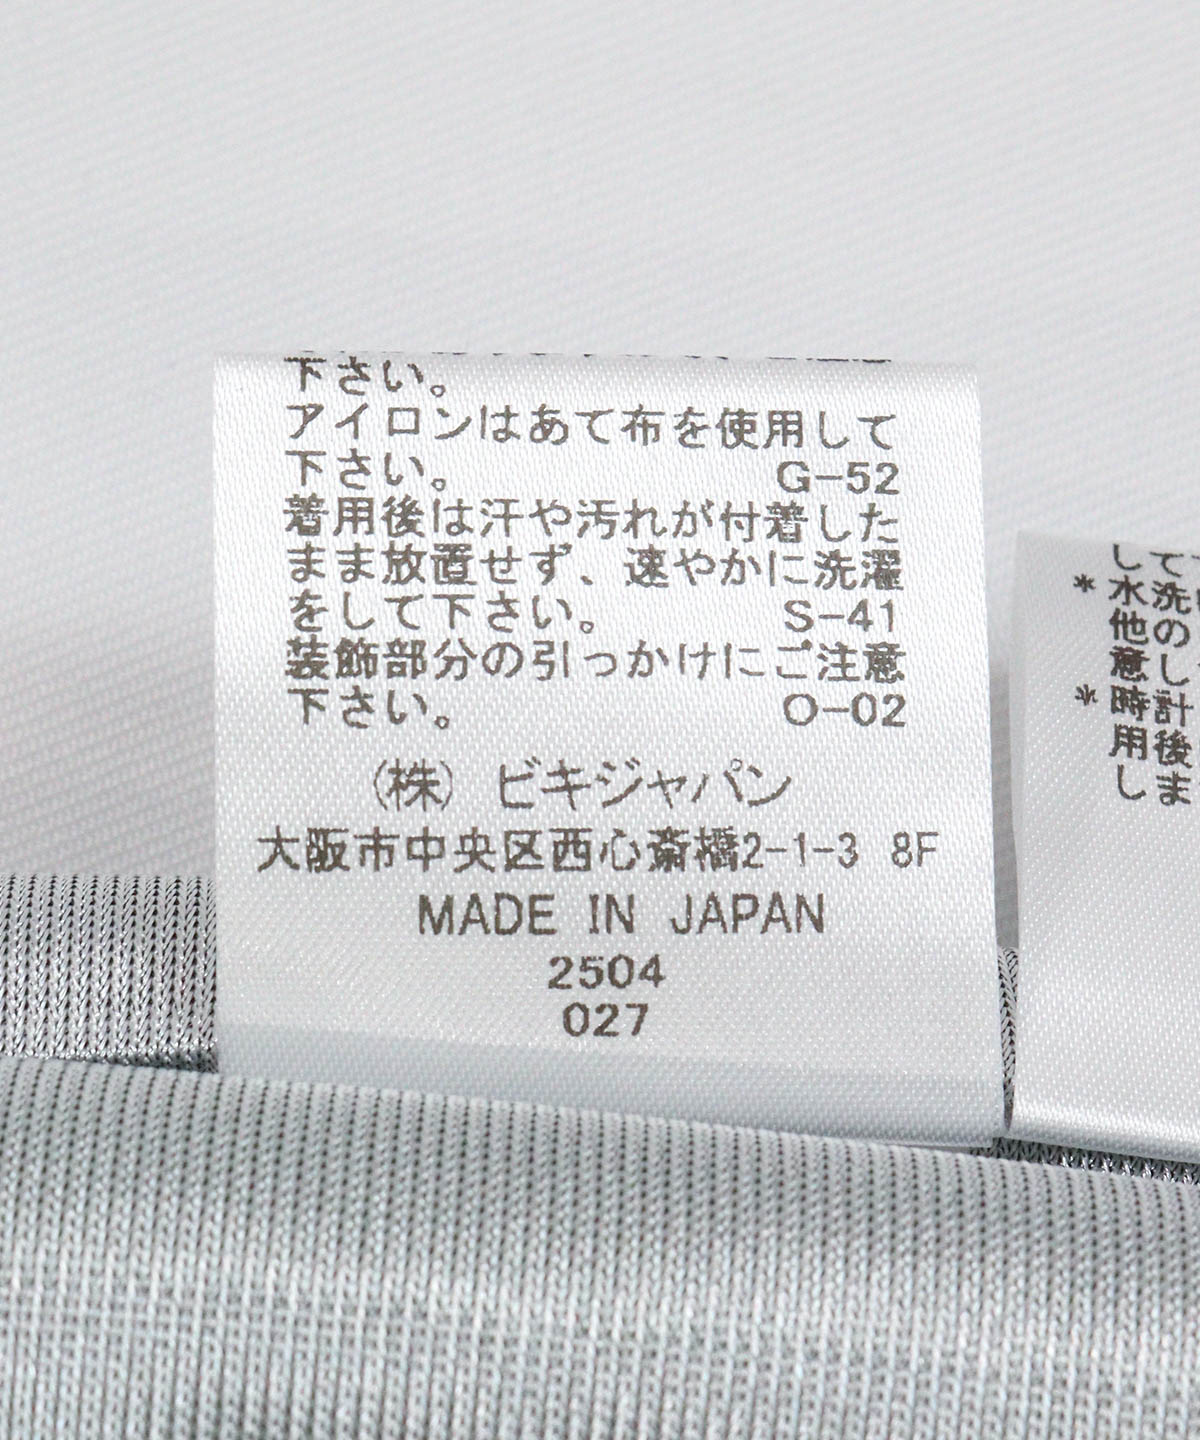 下さい。
アイロンはあて布を使用して
下さい。 G-52
着用後は汗や汚れが付着した
まま放置せず、速やかに洗濯
をして下さい。 S-41
装飾部分の引っかけにご注意
下さい。 O-02
(株) ビキジャパン
大阪市中央区西心斎橋2-1-3 8F
MADE IN JAPAN
2504
027
て洗のし計後ま
し水他意時用し